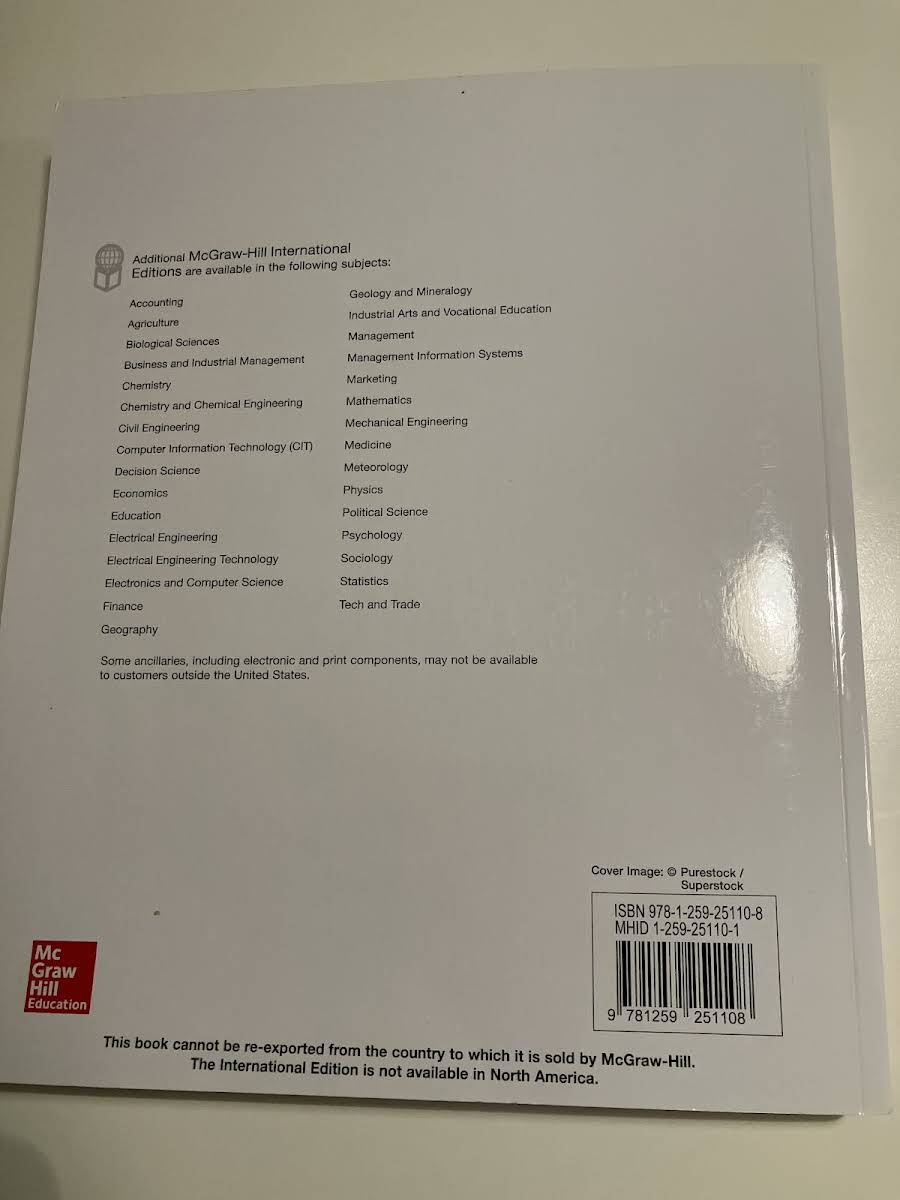 Additional McGraw-Hill International
Editions are available in the following subjects:
Accounting
Agriculture
Biological Sciences
Business and Industrial Management
Chemistry
Chemistry and Chemical Engineering
Civil Engineering
Computer Information Technology (CIT)
Decision Science
Economics
Education
Electrical Engineering
Electrical Engineering Technology
Electronics and Computer Science
Finance
Geography
Geology and Mineralogy
Industrial Arts and Vocational Education
Management
Management Information Systems
Marketing
Mathematics
Mechanical Engineering
Medicine
Meteorology
Physics
Political Science
Psychology
Sociology
Statistics
Tech and Trade
Some ancillaries, including electronic and print components, may not be available
to customers outside the United States.
Cover Image: © Purestock /
Superstock
ISBN 978-1-259-25110-8
MHID 1-259-25110-1
9 781259 251108
Mc
Graw
Hill
Education
This book cannot be re-exported from the country to which it is sold by McGraw-Hill.
The International Edition is not available in North America.